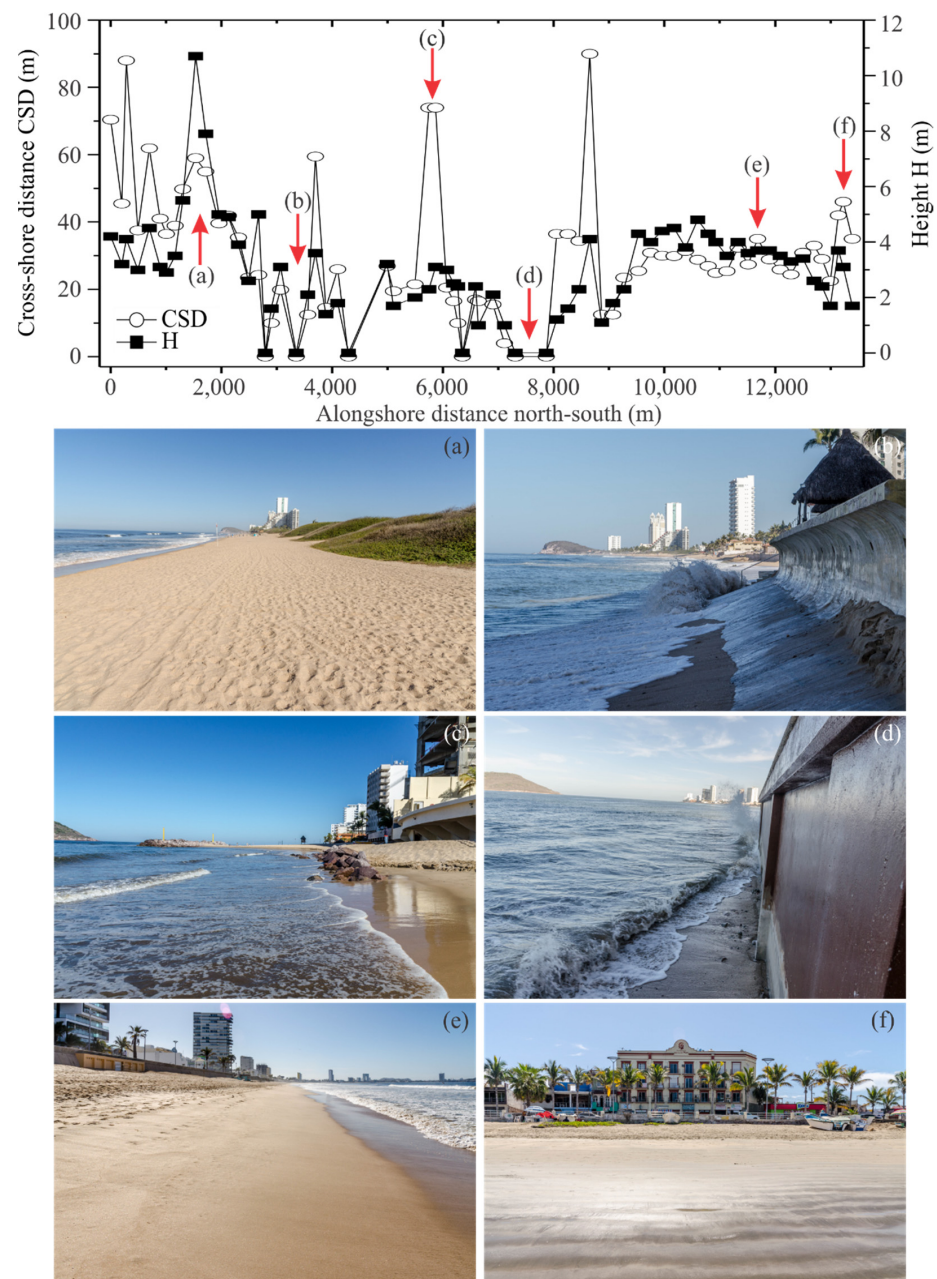 100
80
60
40
20
0
Cross-shore distance CSD (m)
12
10
8
6
4
2
0
Height H (m)
(a)
(b)
(c)
(d)
(e)
(f)
CSD
H
0
2,000
4,000
6,000
8,000
10,000
12,000
Alongshore distance north-south (m)
(a)
(b)
(c)
(d)
(e)
(f)